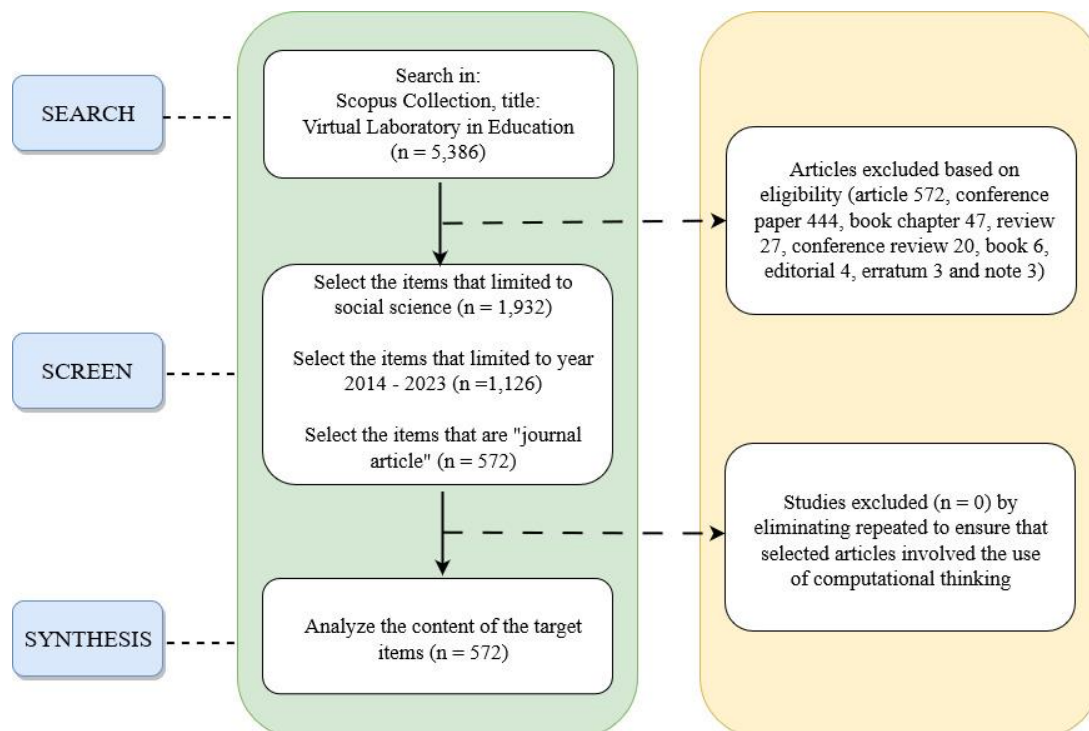 SEARCH
Search in:
Scopus Collection, title:
Virtual Laboratory in Education
(n = 5,386)
Articles excluded based on
eligibility (article 572, conference
paper 444, book chapter 47, review
27, conference review 20, book 6,
editorial 4, erratum 3 and note 3)
SCREEN
Select the items that limited to
social science (n = 1,932)
Select the items that limited to year
2014 - 2023 (n =1,126)
Select the items that are "journal
article" (n = 572)
Studies excluded (n = 0) by
eliminating repeated to ensure that
selected articles involved the use
of computational thinking
SYNTHESIS
Analyze the content of the target
items (n = 572)